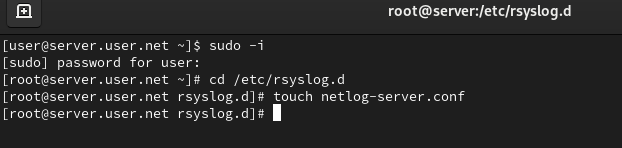 root@server:/etc/rsyslog.d
[user@server.user.net ~]$ sudo -i
[sudo] password for user:
[root@server.user.net ~]# cd /etc/rsyslog.d
[root@server.user.net rsyslog.d]# touch netlog-server.conf
[root@server.user.net rsyslog.d]#